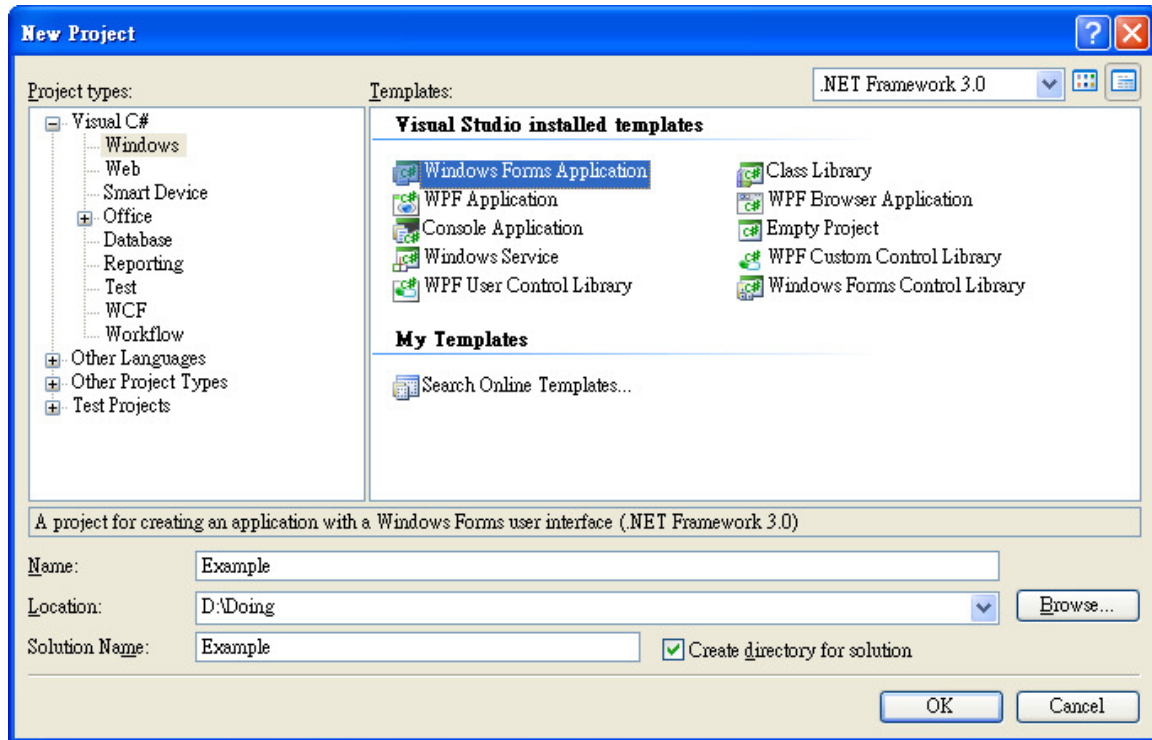 New Project
Project types:
Templates:
.NET Framework 3.0
Visual C#
Windows
Web
Smart Device
Office
Database
Reporting
Test
WCF
Workflow
Other Languages
Other Project Types
Test Projects
Visual Studio installed templates
Windows Forms Application
Class Library
WPF Application
WPF Browser Application
Console Application
Empty Project
Windows Service
WPF Custom Control Library
WPF User Control Library
Windows Forms Control Library
My Templates
Search Online Templates...
A project for creating an application with a Windows Forms user interface (.NET Framework 3.0)
Name: Example
Location: D:\Doing Browse...
Solution Name: Example Create directory for solution
OK Cancel